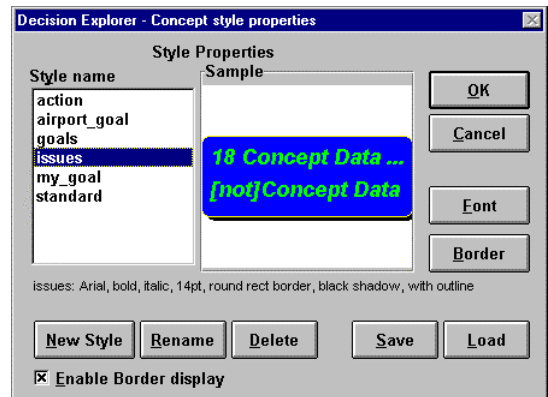 Decision Explorer - Concept style properties
Style Properties
Style name
Sample
action
airport_goal
goals
issues
my_goal
standard
18 Concept Data ...
[not]Concept Data
OK
Cancel
Font
Border
issues: Arial, bold, italic, 14pt, round rect border, black shadow, with outline
New Style
Rename
Delete
Save
Load
Enable Border display